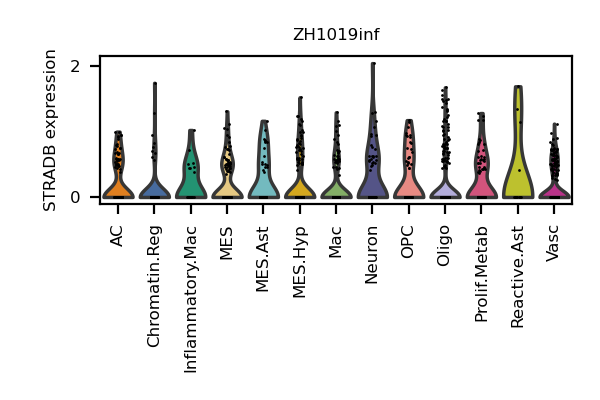 ZH1019inf
STRADB expression
2
0
AC
Chromatin.Reg
Inflammatory.Mac
MES
MES.Ast
MES.Hyp
Mac
Neuron
OPC
Oligo
Prolif.Metab
Reactive.Ast
Vasc